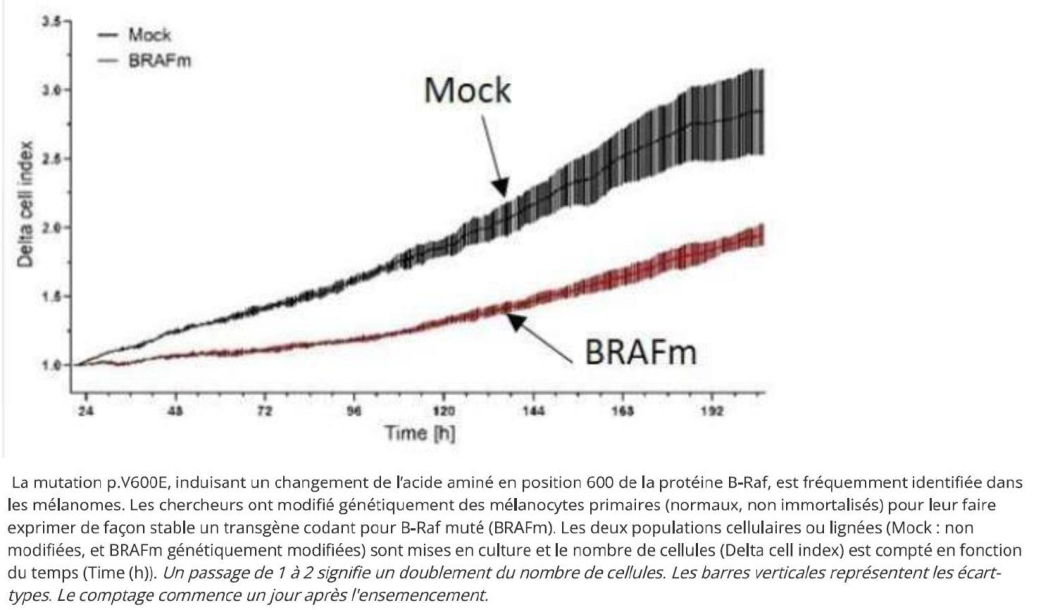 3.5
Mock
BRAFm
Mock
3.0
2.5
Delta cell index
2.0
1.5
BRAFm
1.0
24 48 72 96 120 144 168 192
Time [h]
La mutation p.V600E, induisant un changement de l'acide aminé en position 600 de la protéine B-Raf, est fréquemment identifiée dans
les mélanomes. Les chercheurs ont modifié génétiquement des mélanocytes primaires (normaux, non immortalisés) pour leur faire
exprimer de façon stable un transgène codant pour B-Raf muté (BRAFm). Les deux populations cellulaires ou lignées (Mock : non
modifiées, et BRAFm génétiquement modifiées) sont mises en culture et le nombre de cellules (Delta cell index) est compté en fonction
du temps (Time (h)). Un passage de 1 à 2 signifie un doublement du nombre de cellules. Les barres verticales représentent les écart-
types. Le comptage commence un jour après l'ensemencement.